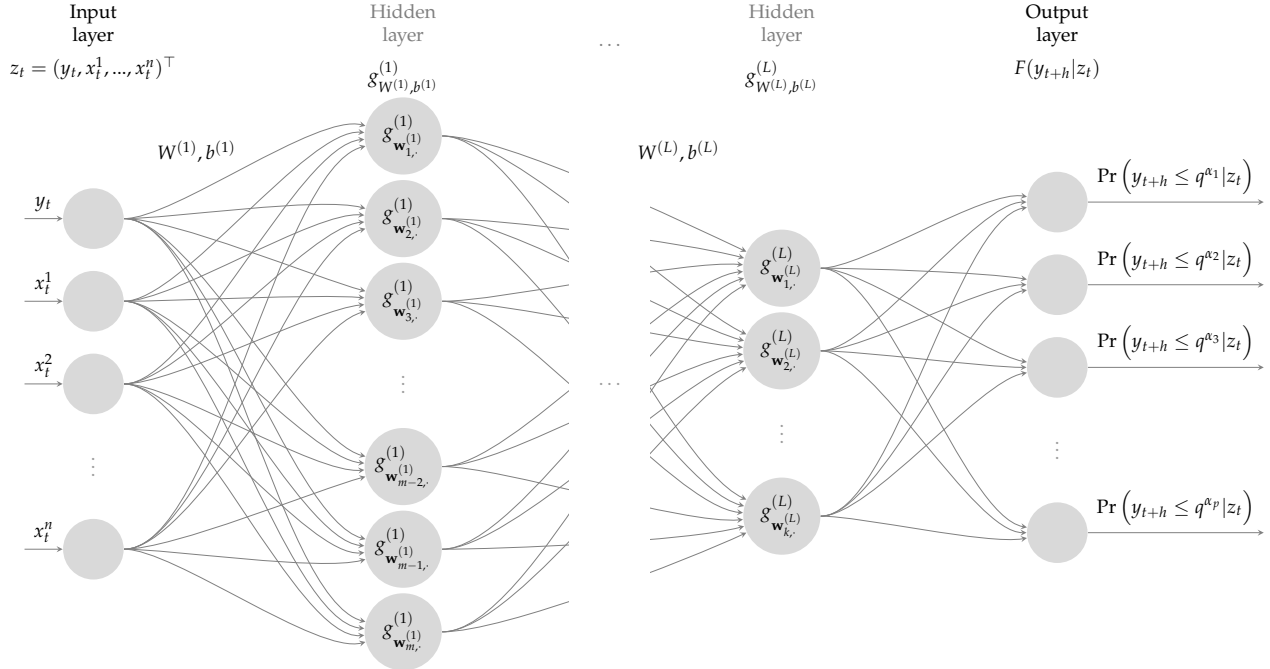 Input
layer
z_t = (y_t, x_t^1, ..., x_t^n)^⊤
Hidden
layer
g^{(1)}_{W^{(1)}, b^{(1)}}
...
Hidden
layer
g^{(L)}_{W^{(L)}, b^{(L)}}
Output
layer
F(y_{t+h}|z_t)
W^{(1)}, b^{(1)}
W^{(L)}, b^{(L)}
y_t
x_t^1
x_t^2
⋮
x_t^n
g^{(1)}_{w^{(1)}_{1,·}}
g^{(1)}_{w^{(1)}_{2,·}}
g^{(1)}_{w^{(1)}_{3,·}}
⋮
g^{(1)}_{w^{(1)}_{m−2,·}}
g^{(1)}_{w^{(1)}_{m−1,·}}
g^{(1)}_{w^{(1)}_{m,·}}
...
g^{(L)}_{w^{(L)}_{1,·}}
g^{(L)}_{w^{(L)}_{2,·}}
⋮
g^{(L)}_{w^{(L)}_{k,·}}
Pr (y_{t+h} ≤ q^{α_1}|z_t)
Pr (y_{t+h} ≤ q^{α_2}|z_t)
Pr (y_{t+h} ≤ q^{α_3}|z_t)
⋮
Pr (y_{t+h} ≤ q^{α_p}|z_t)